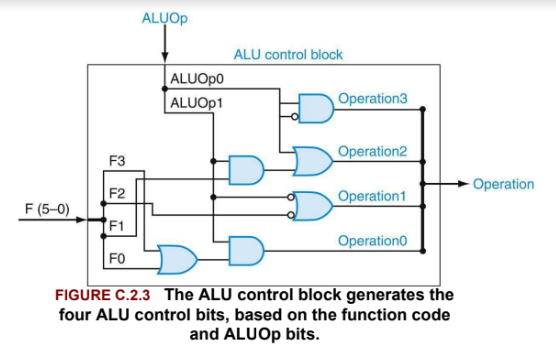 ALUOp
ALU control block
ALUOp0
ALUOp1
Operation3
Operation2
Operation1
Operation0
Operation
F3
F2
F (5–0)
F1
F0
FIGURE C.2.3 The ALU control block generates the
four ALU control bits, based on the function code
and ALUOp bits.